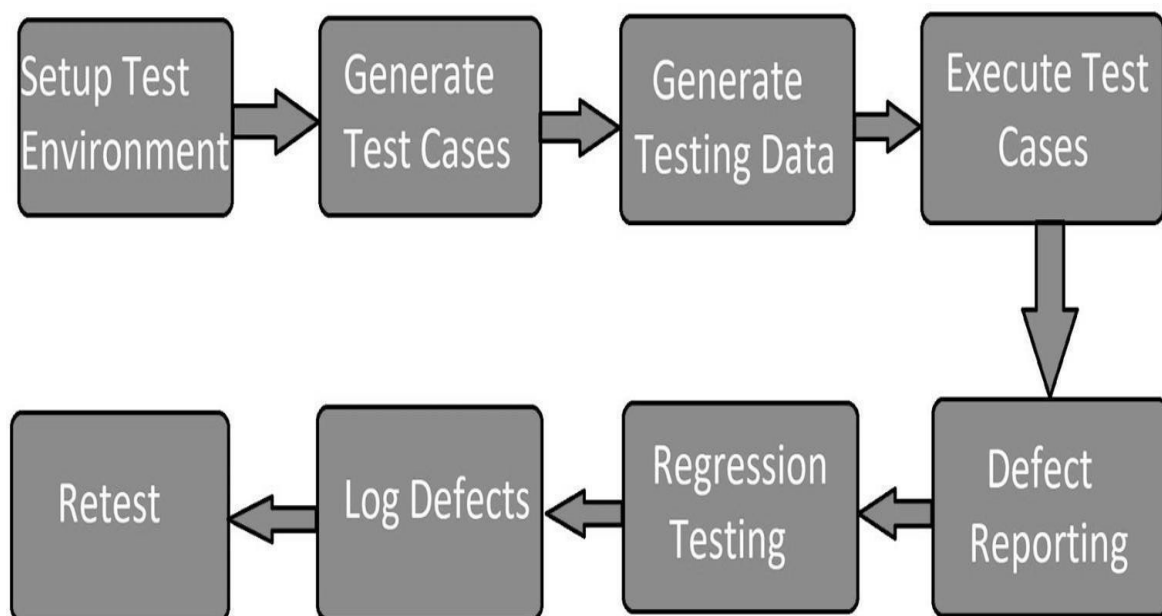 Setup Test
Environment
Generate
Test Cases
Generate
Testing Data
Execute Test
Cases
Defect
Reporting
Regression
Testing
Log Defects
Retest